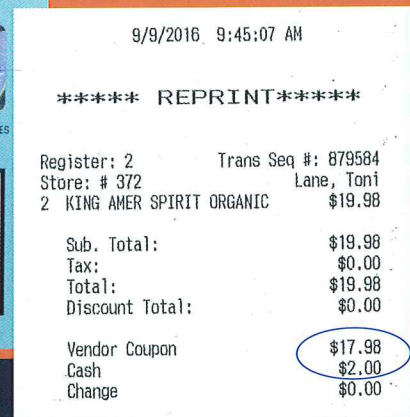 9/9/2016 9:45:07 AM
***** REPRINT*****
Register: 2 Trans Seq #: 879584
Store: # 372 Lane, Toni
2 KING AMER SPIRIT ORGANIC $19.98
Sub. Total: $19.98
Tax: $0.00
Total: $19.98
Discount Total: $0.00
Vendor Coupon $17.98
Cash $2.00
Change $0.00
ES